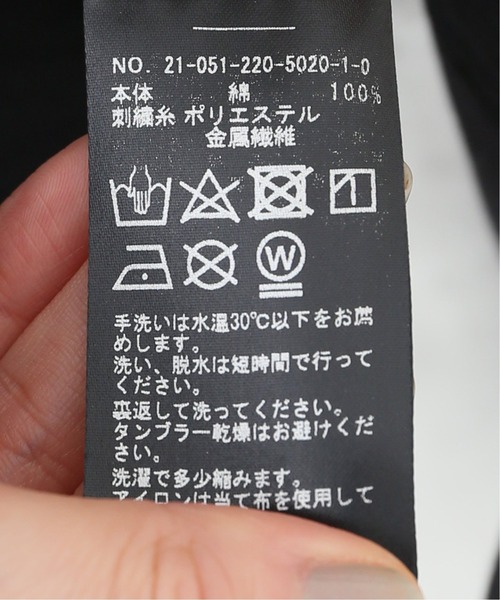 NO. 21-051-220-5020-1-0
本体 綿 100%
刺繍糸 ポリエステル
金属繊維
W
手洗いは水温30℃以下をお薦
めします。
洗い、脱水は短時間で行って
ください。
裏返して洗ってください。
タンブラー乾燥はお避けくだ
さい。
洗濯で多少縮みます。
アイロンは当て布を使用して